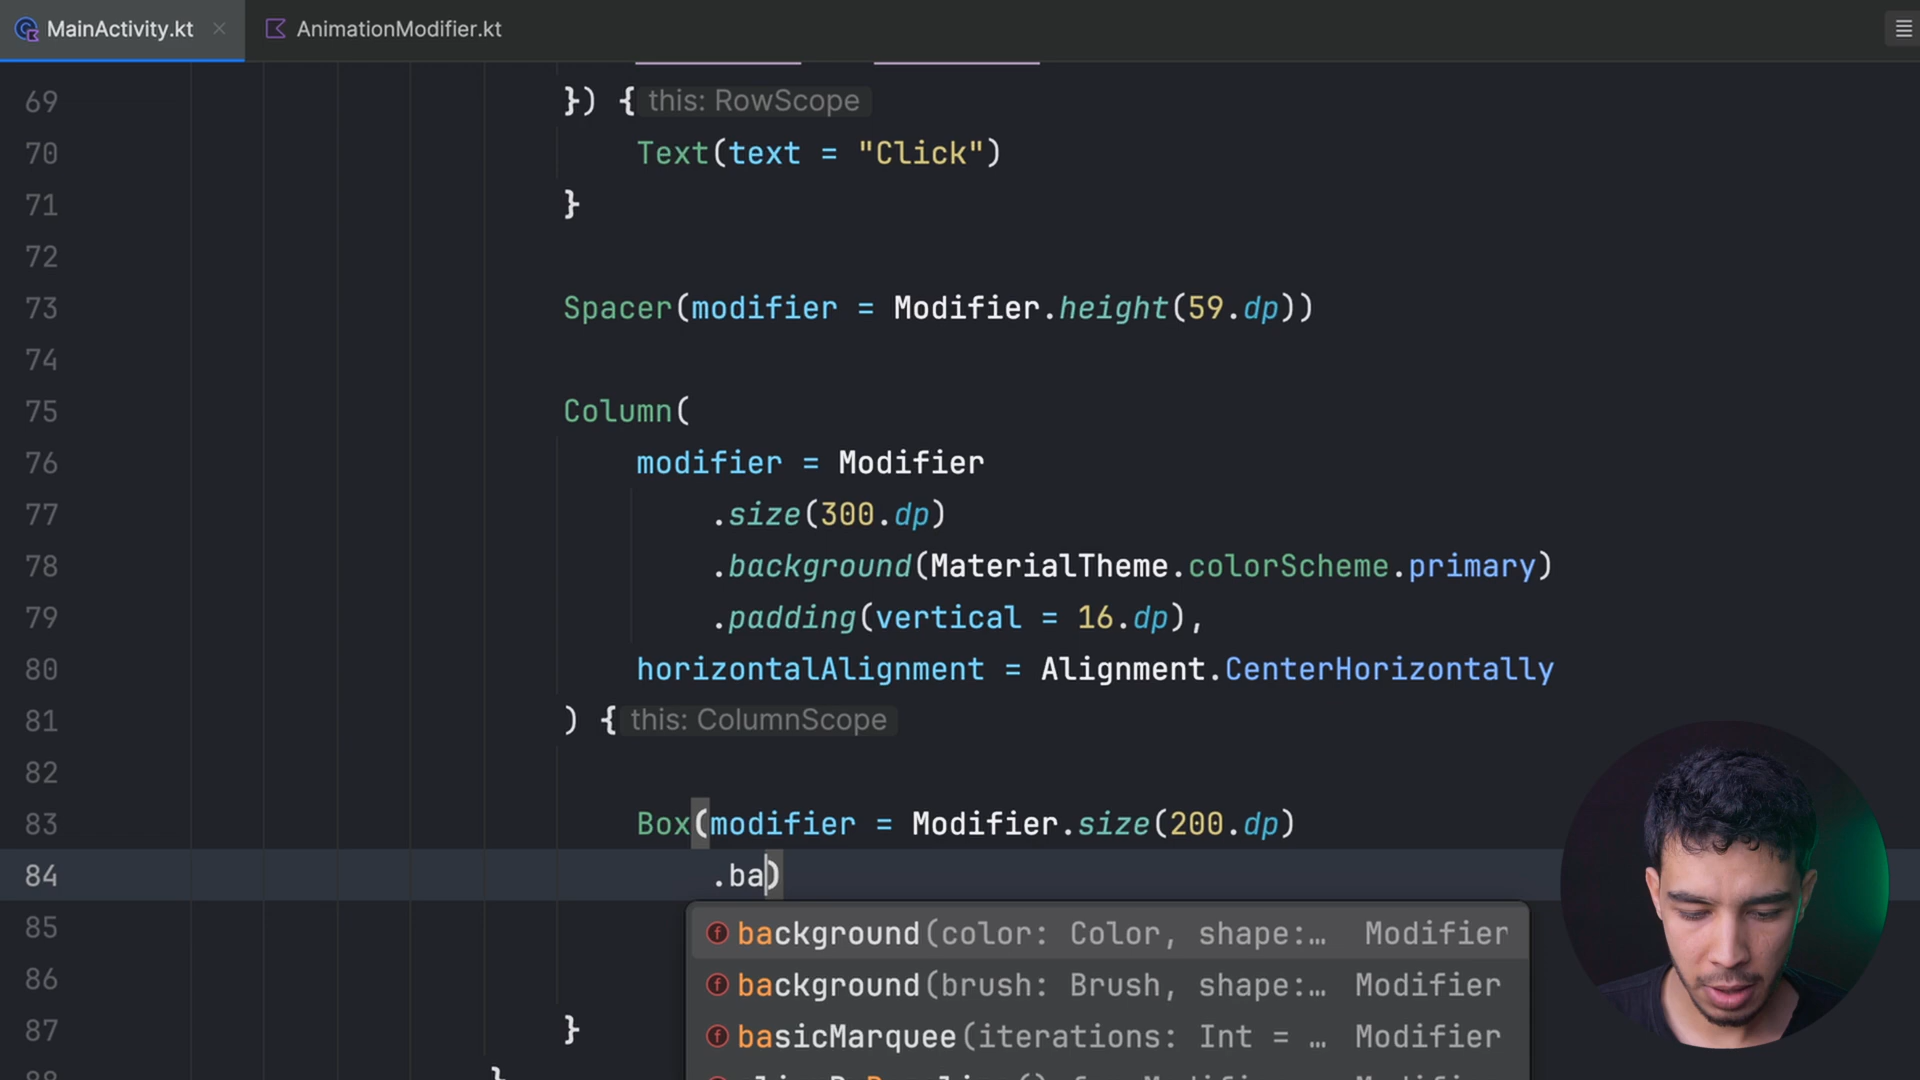 MainActivity.kt
AnimationModifier.kt
69 }) { this: RowScope
70 Text(text = "Click")
71 }
72
73 Spacer(modifier = Modifier.height(59.dp))
74
75 Column(
76 modifier = Modifier
77 .size(300.dp)
78 .background(MaterialTheme.colorScheme.primary)
79 .padding(vertical = 16.dp),
80 horizontalAlignment = Alignment.CenterHorizontally
81 ) { this: ColumnScope
82
83 Box(modifier = Modifier.size(200.dp)
84 .ba)
85 background(color: Color, shape:… Modifier
86 background(brush: Brush, shape:… Modifier
87 } basicMarquee(iterations: Int = … Modifier